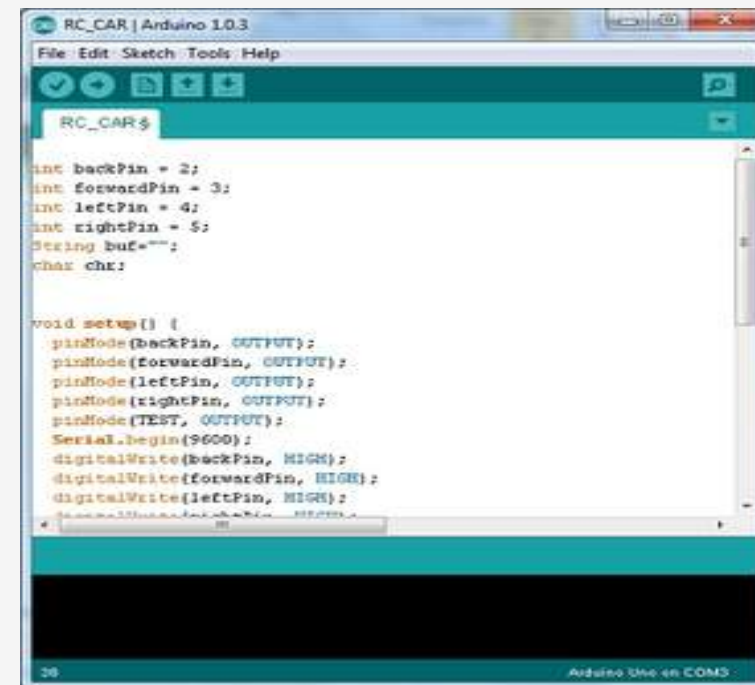 RC_CAR | Arduino 1.0.3
File Edit Sketch Tools Help
RC_CAR §
int backPin = 2;
int forwardPin = 3;
int leftPin = 4;
int rightPin = 5;
String buf="";
char chr;
void setup() {
pinMode(backPin, OUTPUT);
pinMode(forwardPin, OUTPUT);
pinMode(leftPin, OUTPUT);
pinMode(rightPin, OUTPUT);
pinMode(TEST, OUTPUT);
Serial.begin(9600);
digitalWrite(backPin, HIGH);
digitalWrite(forwardPin, HIGH);
digitalWrite(leftPin, HIGH);
digitalWrite(rightPin, HIGH);
Arduino Uno on COM3